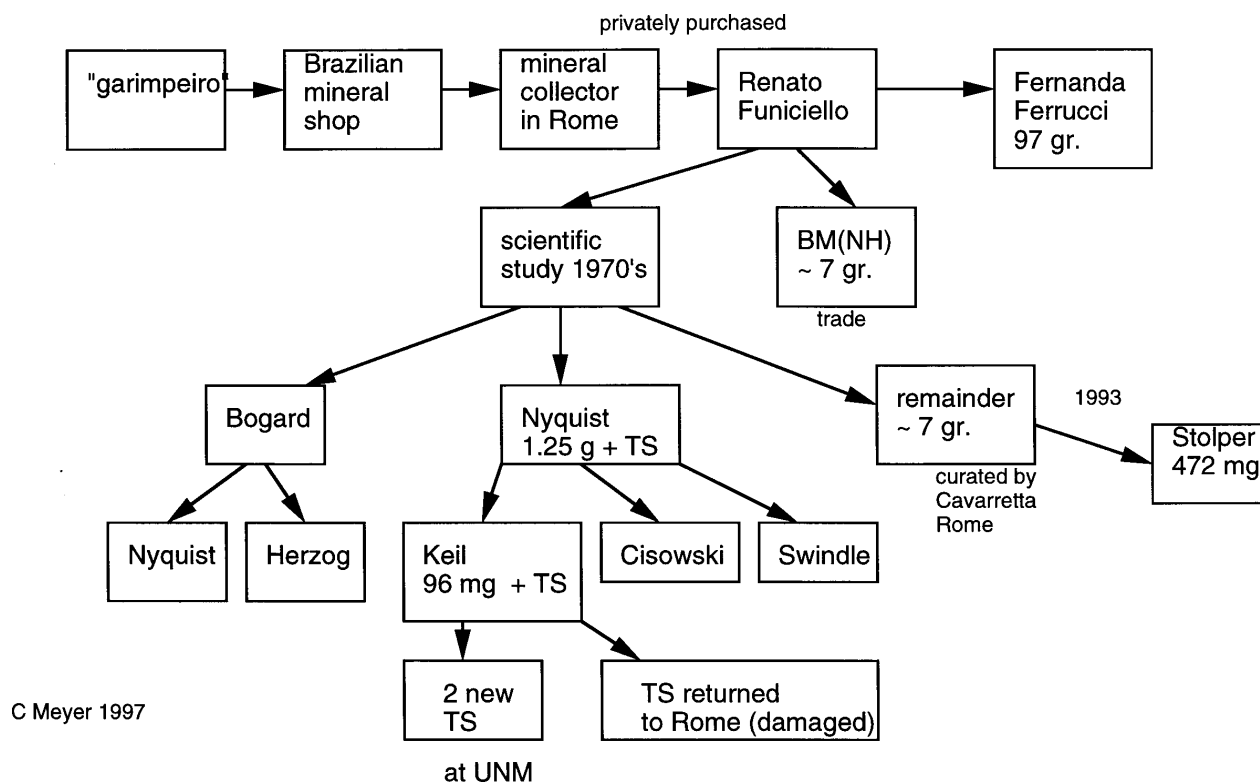 privately purchased
"garimpeiro"
Brazilian
mineral
shop
mineral
collector
in Rome
Renato
Funiciello
Fernanda
Ferrucci
97 gr.
scientific
study 1970's
BM(NH)
~ 7 gr.
trade
Bogard
Nyquist
1.25 g + TS
remainder
~ 7 gr.
1993
Stolper
472 mg
curated by
Cavarretta
Rome
Nyquist
Herzog
Keil
96 mg + TS
Cisowski
Swindle
2 new
TS
TS returned
to Rome (damaged)
C Meyer 1997
at UNM